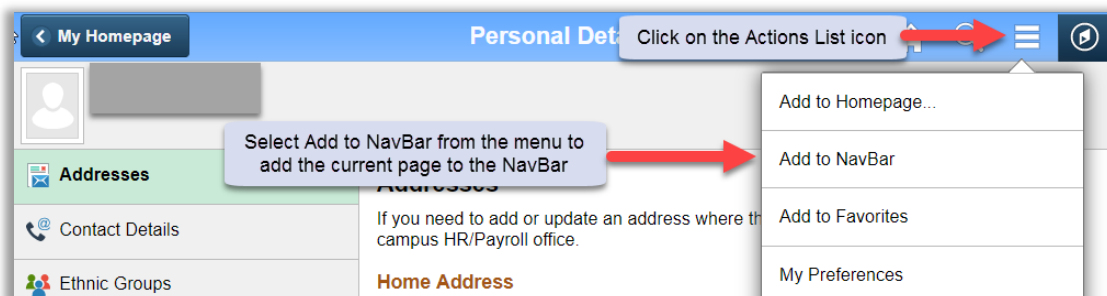 My Homepage
Personal Det
Click on the Actions List icon
Add to Homepage...
Select Add to NavBar from the menu to
add the current page to the NavBar
Add to NavBar
Addresses
Addresses
If you need to add or update an address where th
campus HR/Payroll office.
Add to Favorites
Contact Details
Home Address
My Preferences
Ethnic Groups